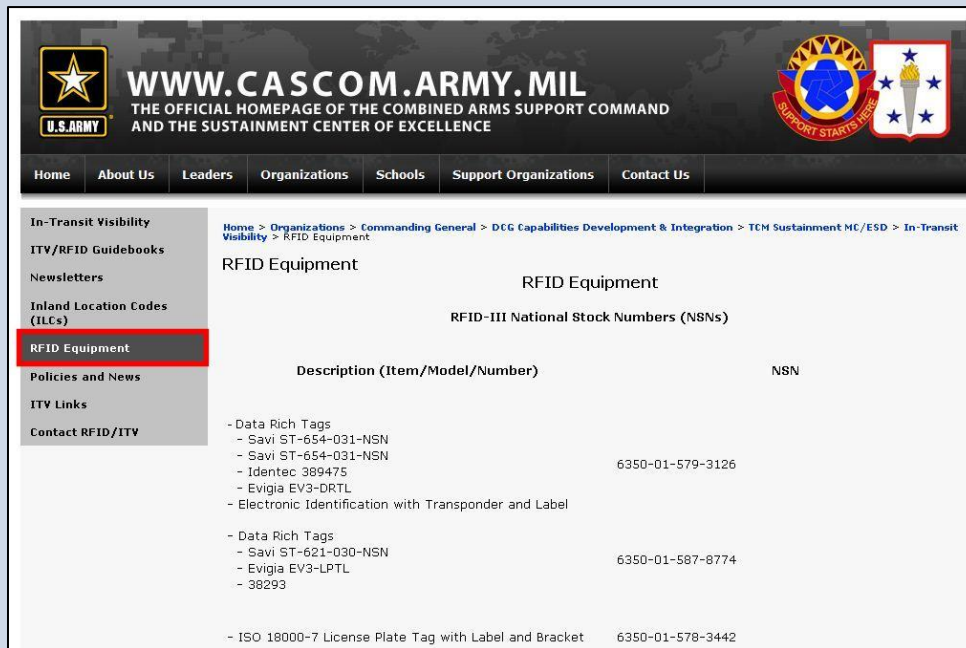 WWW.CASCOM.ARMY.MIL
THE OFFICIAL HOMEPAGE OF THE COMBINED ARMS SUPPORT COMMAND
AND THE SUSTAINMENT CENTER OF EXCELLENCE
U.S.ARMY
SUPPORT STARTS HERE
Home About Us Leaders Organizations Schools Support Organizations Contact Us
In-Transit Visibility
ITV/RFID Guidebooks
Newsletters
Inland Location Codes
(ILCs)
RFID Equipment
Policies and News
ITV Links
Contact RFID/ITV
Home > Organizations > Commanding General > DCG Capabilities Development & Integration > TCM Sustainment MC/ESD > In-Transit
Visibility > RFID Equipment
RFID Equipment
RFID Equipment
RFID-III National Stock Numbers (NSNs)
Description (Item/Model/Number) NSN
- Data Rich Tags
- Savi ST-654-031-NSN
- Savi ST-654-031-NSN
- Identec 389475
- Evigia EV3-DRTL
- Electronic Identification with Transponder and Label
6350-01-579-3126
- Data Rich Tags
- Savi ST-621-030-NSN
- Evigia EV3-LPTL
- 38293
6350-01-587-8774
- ISO 18000-7 License Plate Tag with Label and Bracket 6350-01-578-3442